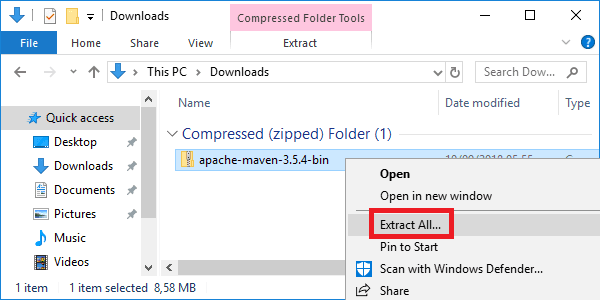 Downloads
Compressed Folder Tools
File
Home
Share
View
Extract
This PC
Downloads
Search Dow...
Name
Date modified
Type
Quick access
Desktop
Downloads
Documents
Pictures
Music
Videos
Compressed (zipped) Folder (1)
apache-maven-3.5.4-bin
Open
Open in new window
Extract All...
Pin to Start
Scan with Windows Defender...
Share
1 item
1 item selected
8,58 MB